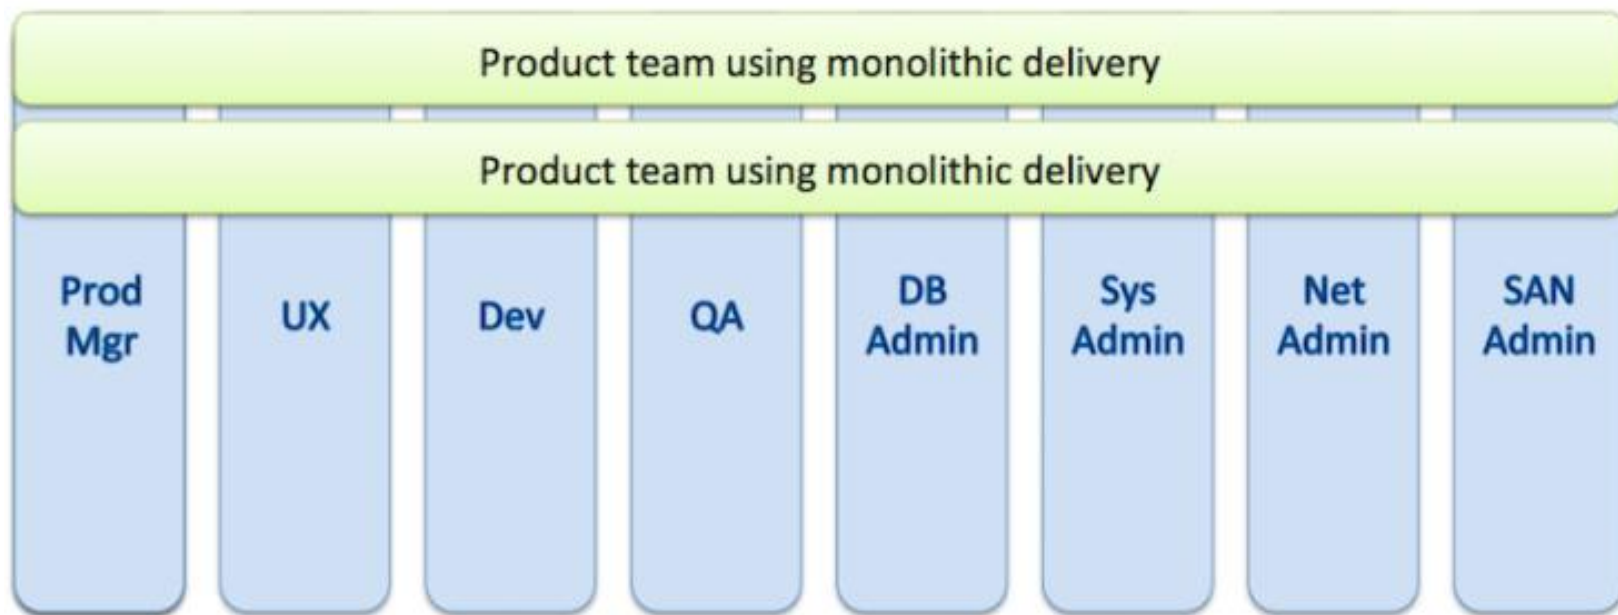 Product team using monolithic delivery
Product team using monolithic delivery
Prod
Mgr
UX
Dev
QA
DB
Admin
Sys
Admin
Net
Admin
SAN
Admin